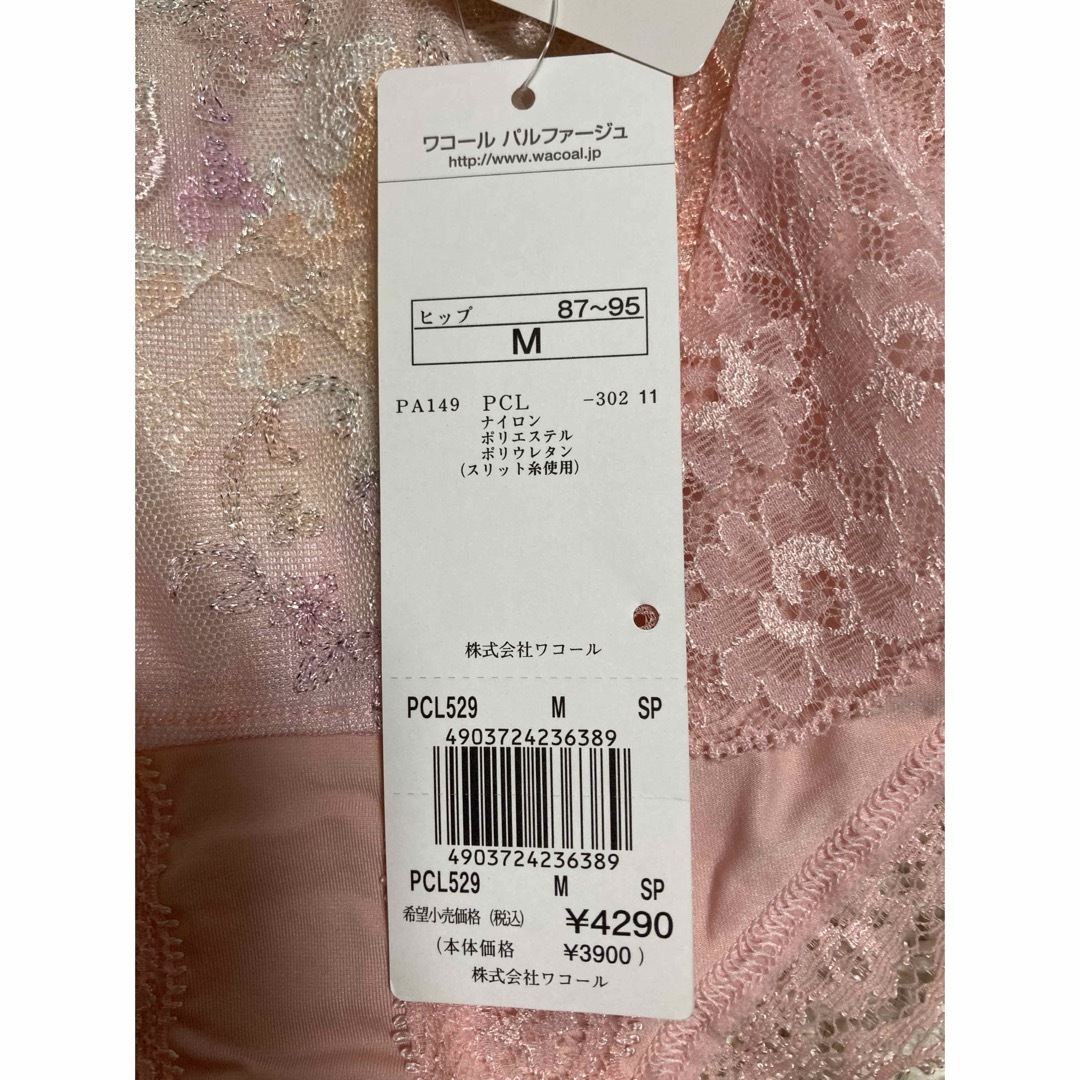 ワコール パルファージュ
http://www.wacoal.jp
ヒップ 87~95
M
PA149 PCL -302 11
ナイロン
ポリエステル
ポリウレタン
(スリット糸使用)
株式会社ワコール
PCL529 M SP
4903724236389
4903724236389
PCL529 M SP
希望小売価格(税込) ¥4290
(本体価格 ¥3900)
株式会社ワコール